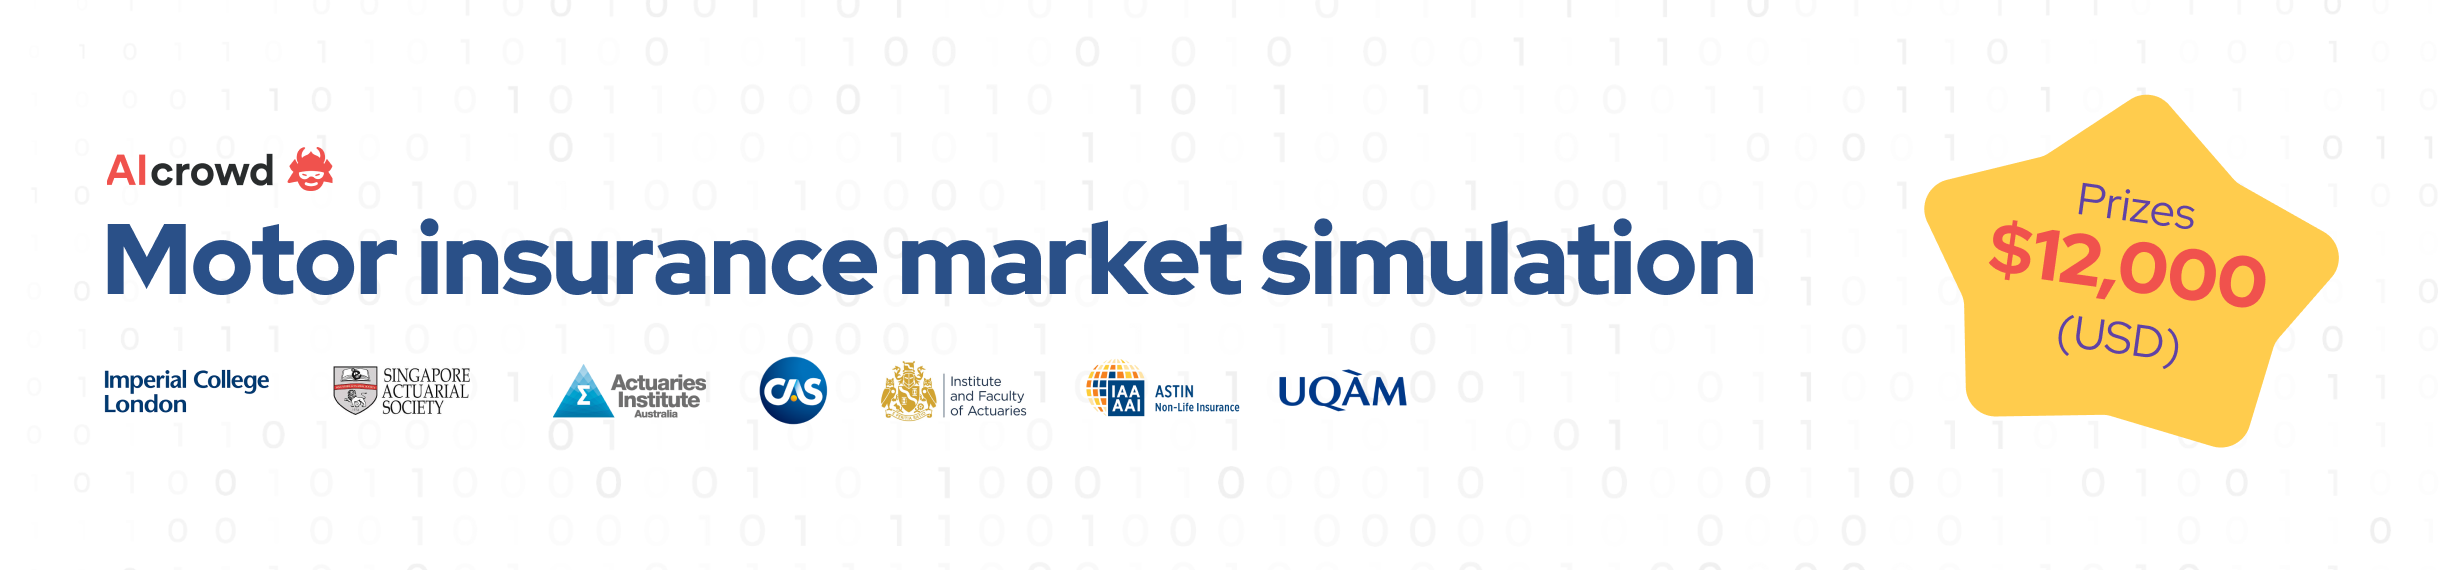 AIcrowd
Motor insurance market simulation
Prizes
$12,000
(USD)
Imperial College
London
SINGAPORE
ACTUARIAL
SOCIETY
Σ
Actuaries
Institute
Australia
CAS
Institute
and Faculty
of Actuaries
IAA
AAI
ASTIN
Non-Life Insurance
UQÀM